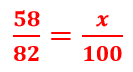 58/82 = x/100